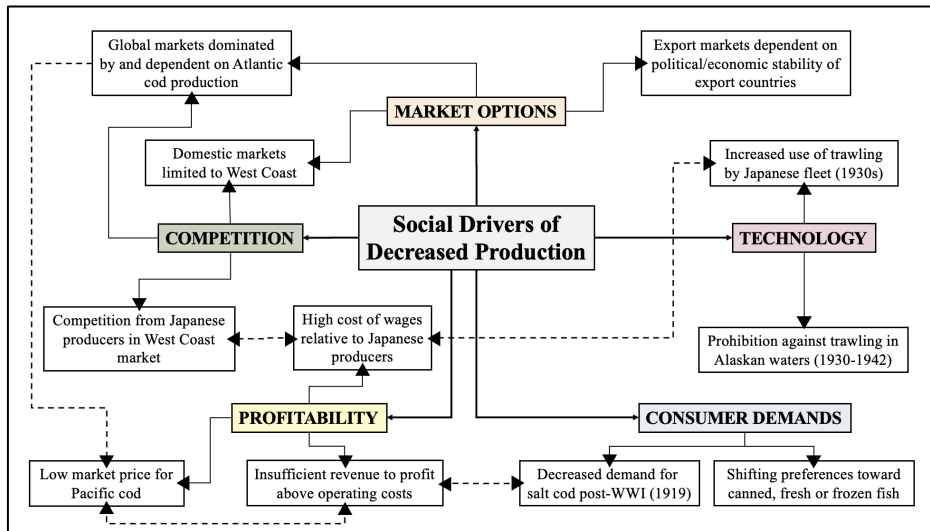 Global markets dominated
by and dependent on Atlantic
cod production
Export markets dependent on
political/economic stability of
export countries
MARKET OPTIONS
Domestic markets
limited to West Coast
Increased use of trawling
by Japanese fleet (1930s)
Social Drivers of
Decreased Production
COMPETITION
TECHNOLOGY
Competition from Japanese
producers in West Coast
market
High cost of wages
relative to Japanese
producers
Prohibition against trawling in
Alaskan waters (1930-1942)
PROFITABILITY
CONSUMER DEMANDS
Low market price for
Pacific cod
Insufficient revenue to profit
above operating costs
Decreased demand for
salt cod post-WWI (1919)
Shifting preferences toward
canned, fresh or frozen fish